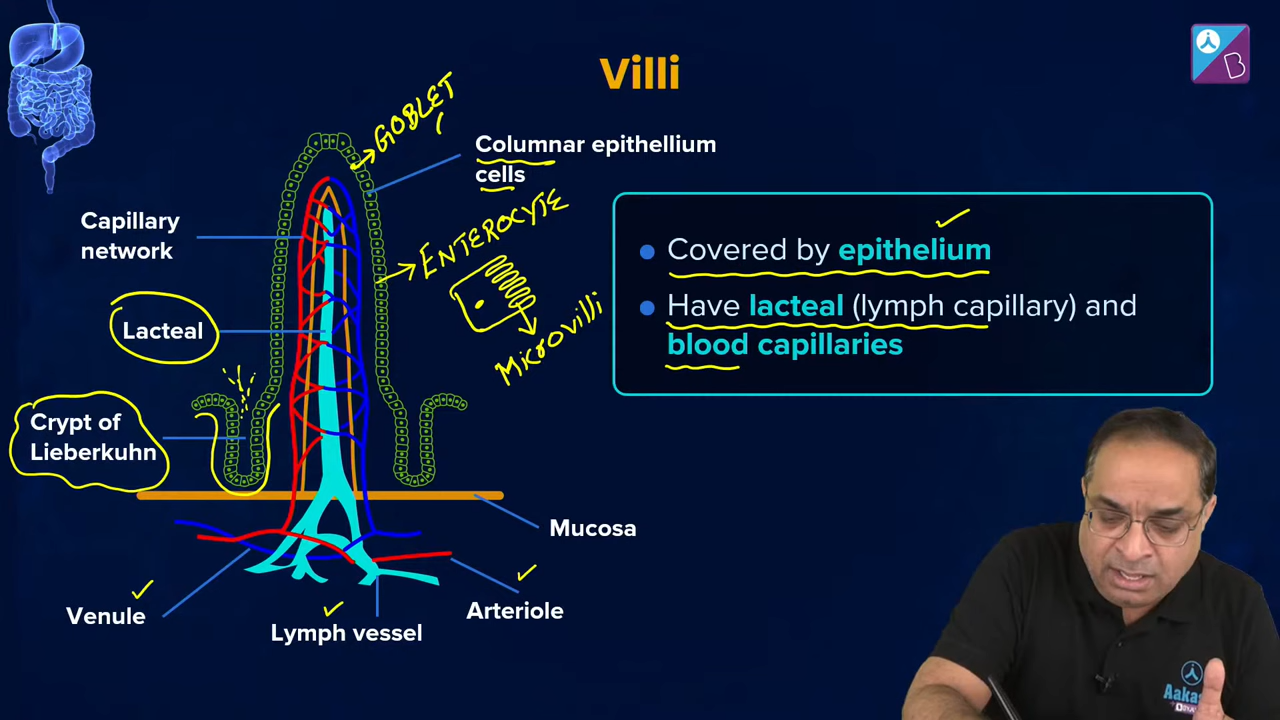 Villi
GOBLET
(
Columnar epithellium
cells
Capillary
network
ENTEROCYTE
Covered by epithelium
Have lacteal (lymph capillary) and
blood capillaries
Lacteal
Microvilli
Crypt of
Lieberkuhn
Mucosa
Venule
Lymph vessel
Arteriole
B